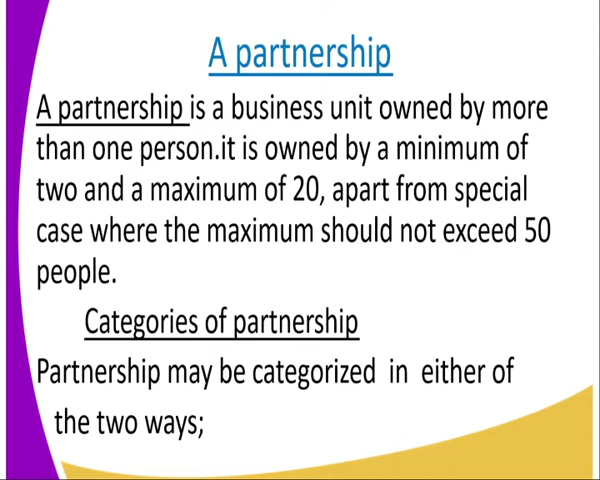 A partnership
A partnership is a business unit owned by more
than one person.it is owned by a minimum of
two and a maximum of 20, apart from special
case where the maximum should not exceed 50
people.
Categories of partnership
Partnership may be categorized in either of
the two ways;